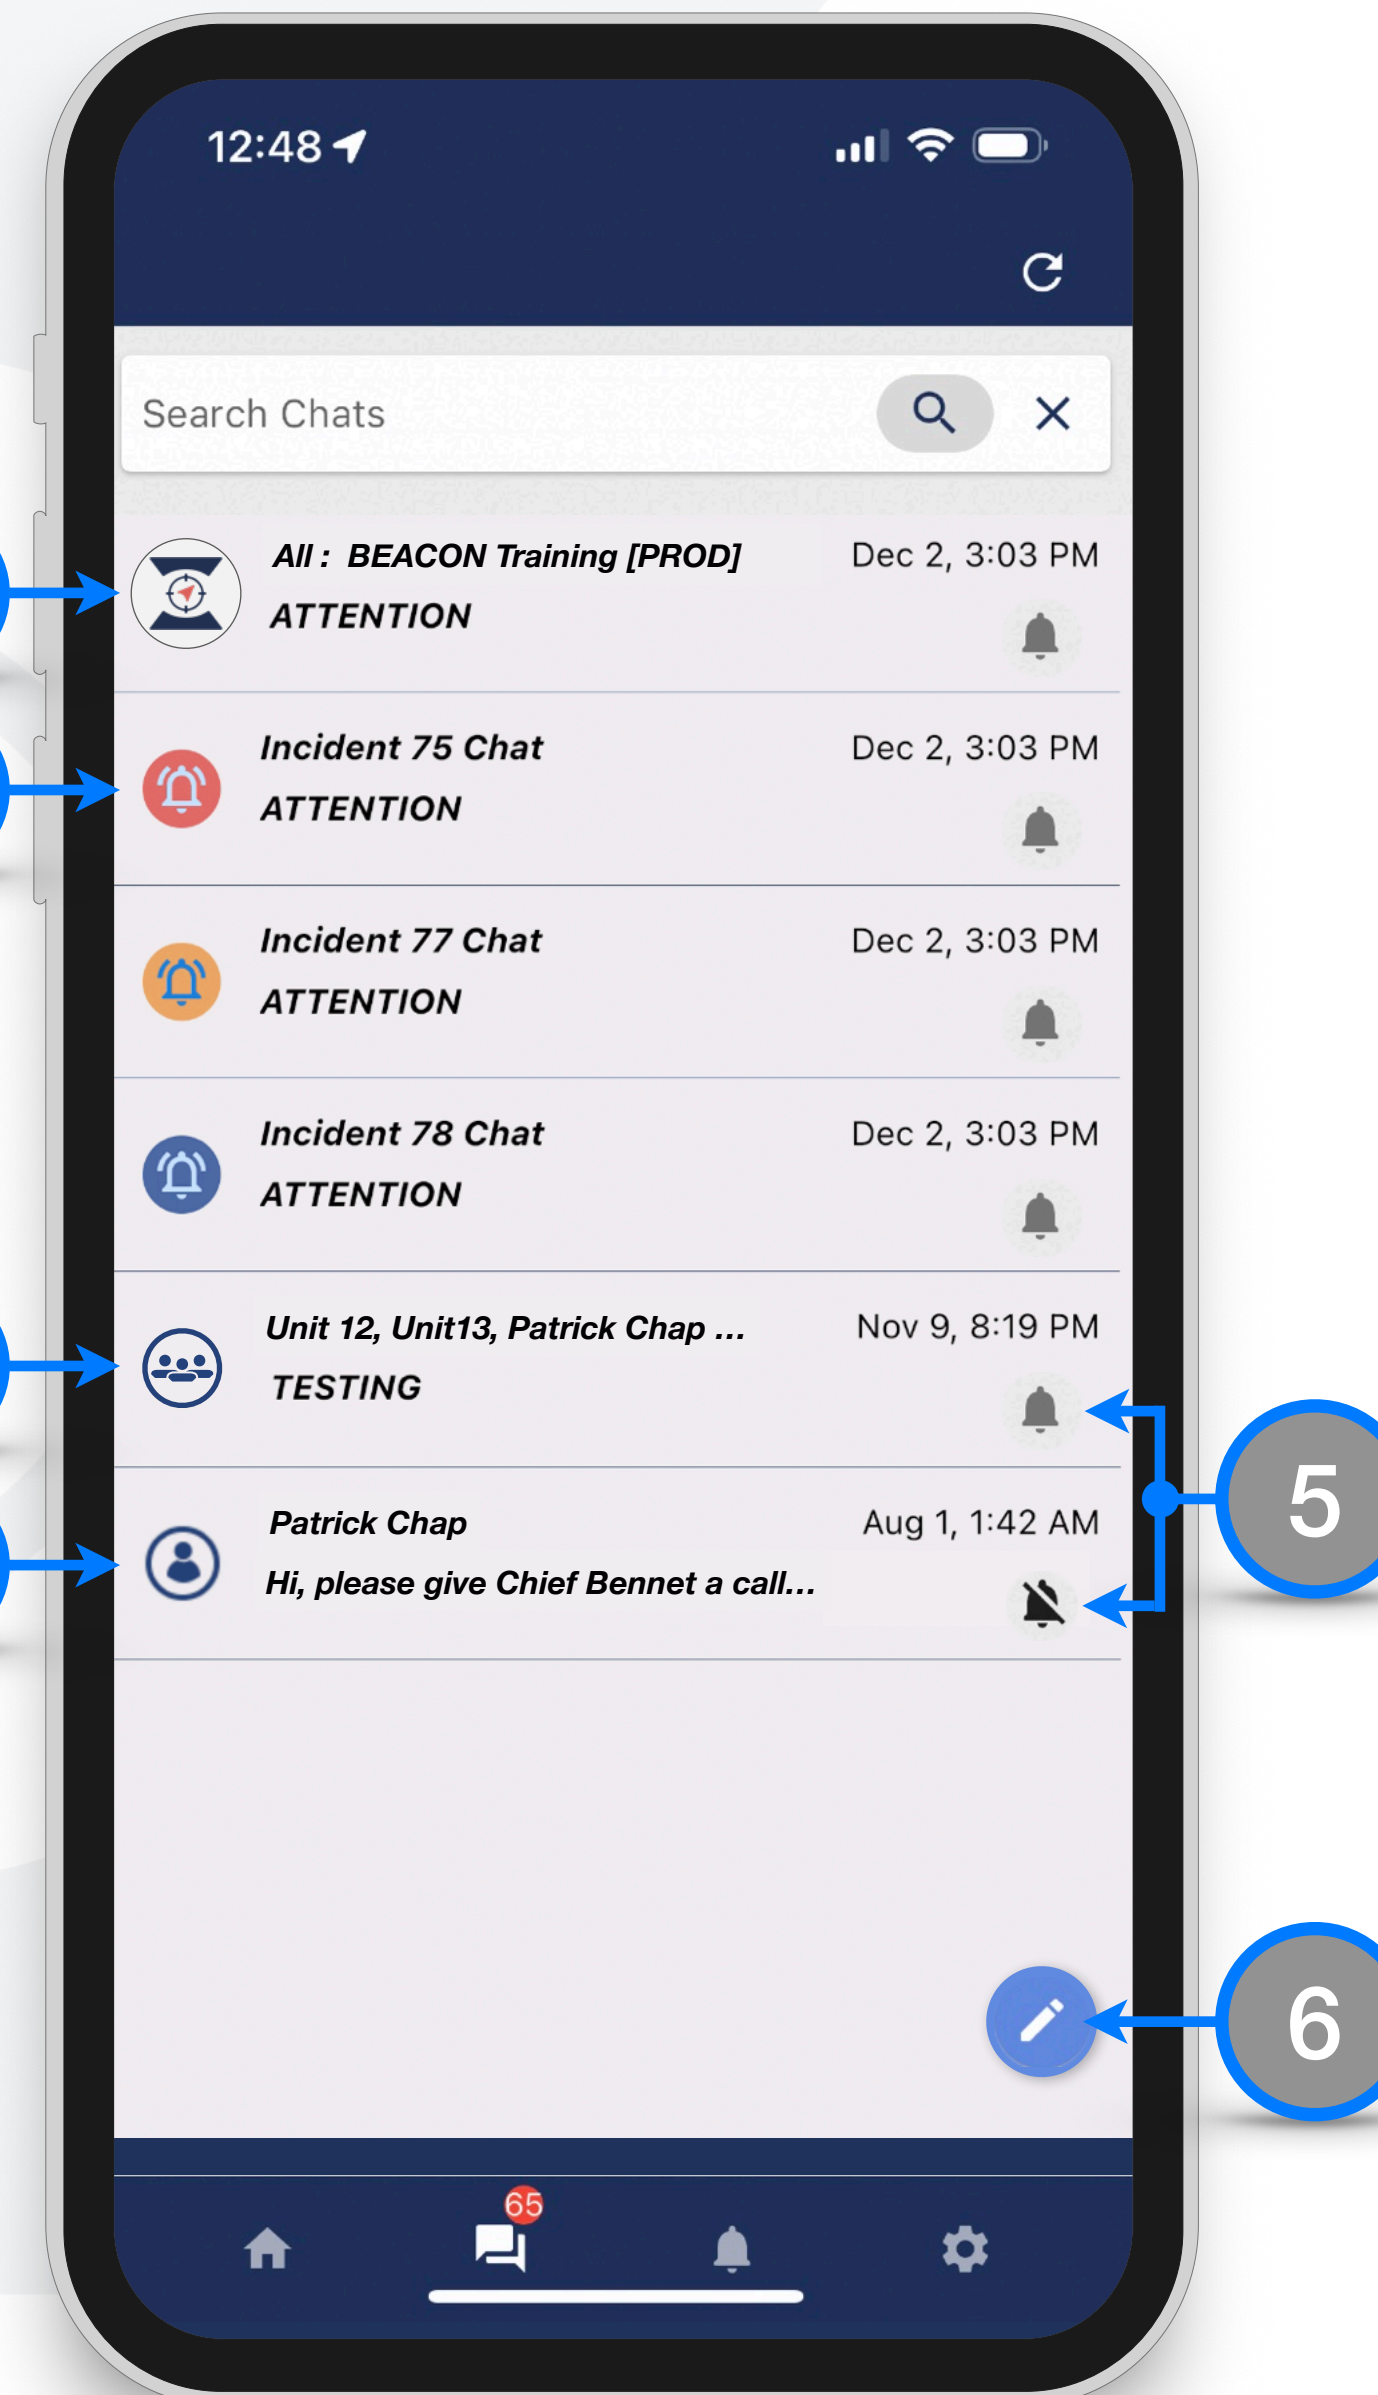 12:48
Search Chats
All : BEACON Training [PROD]
Dec 2, 3:03 PM
ATTENTION
Incident 75 Chat
Dec 2, 3:03 PM
ATTENTION
Incident 77 Chat
Dec 2, 3:03 PM
ATTENTION
Incident 78 Chat
Dec 2, 3:03 PM
ATTENTION
Unit 12, Unit13, Patrick Chap ...
Nov 9, 8:19 PM
TESTING
5
Patrick Chap
Aug 1, 1:42 AM
Hi, please give Chief Bennet a call...
6
65